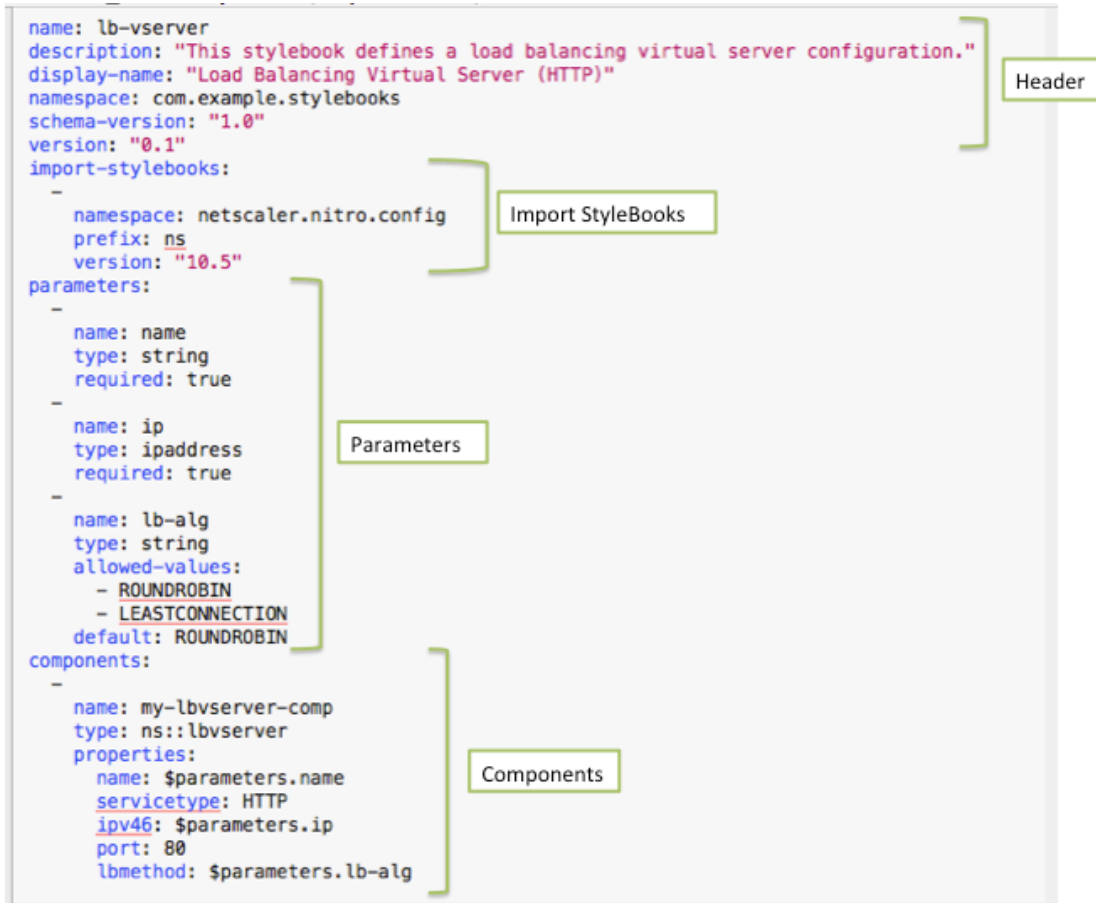 name: lb-vserver
description: "This stylebook defines a load balancing virtual server configuration."
display-name: "Load Balancing Virtual Server (HTTP)"
Header
namespace: com.example.stylebooks
schema-version: "1.0"
version: "0.1"
import-stylebooks:
-
namespace: netscaler.nitro.config
Import StyleBooks
prefix: ns
version: "10.5"
parameters:
-
name: name
type: string
required: true
-
name: ip
type: ipaddress
Parameters
required: true
-
name: lb-alg
type: string
allowed-values:
- ROUNDROBIN
- LEASTCONNECTION
default: ROUNDROBIN
components:
-
name: my-lbvserver-comp
type: ns::lbvserver
properties:
name: $parameters.name
Components
servicetype: HTTP
ipv46: $parameters.ip
port: 80
lbmethod: $parameters.lb-alg